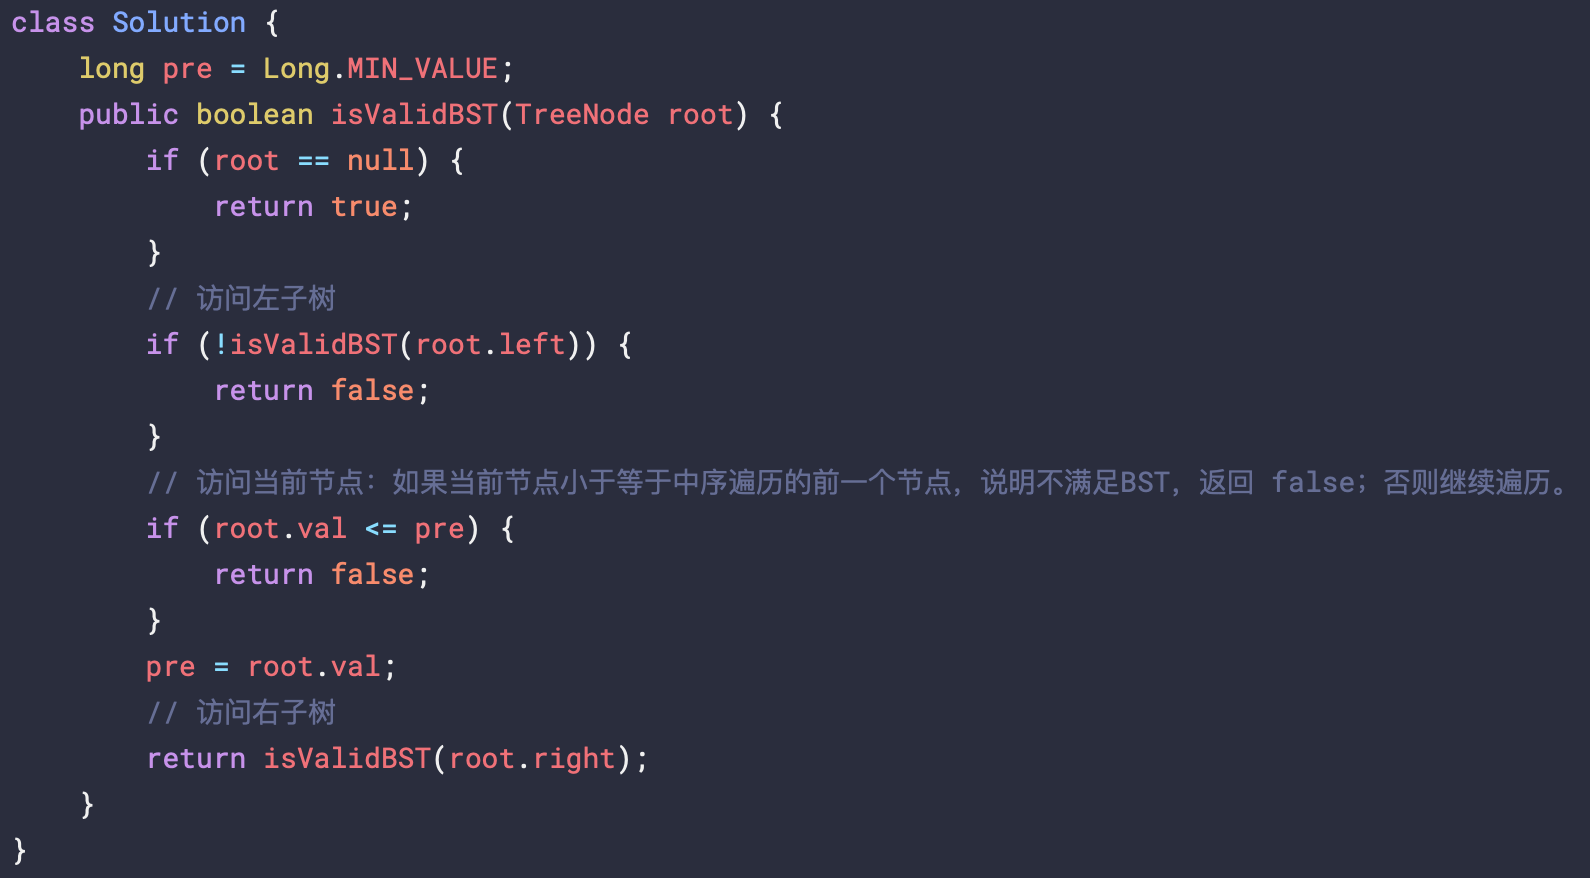 class Solution {
    long pre = Long.MIN_VALUE;
    public boolean isValidBST(TreeNode root) {
        if (root == null) {
            return true;
        }
        // 访问左子树
        if (!isValidBST(root.left)) {
            return false;
        }
        // 访问当前节点：如果当前节点小于等于中序遍历的前一个节点，说明不满足BST，返回 false；否则继续遍历。
        if (root.val <= pre) {
            return false;
        }
        pre = root.val;
        // 访问右子树
        return isValidBST(root.right);
    }
}